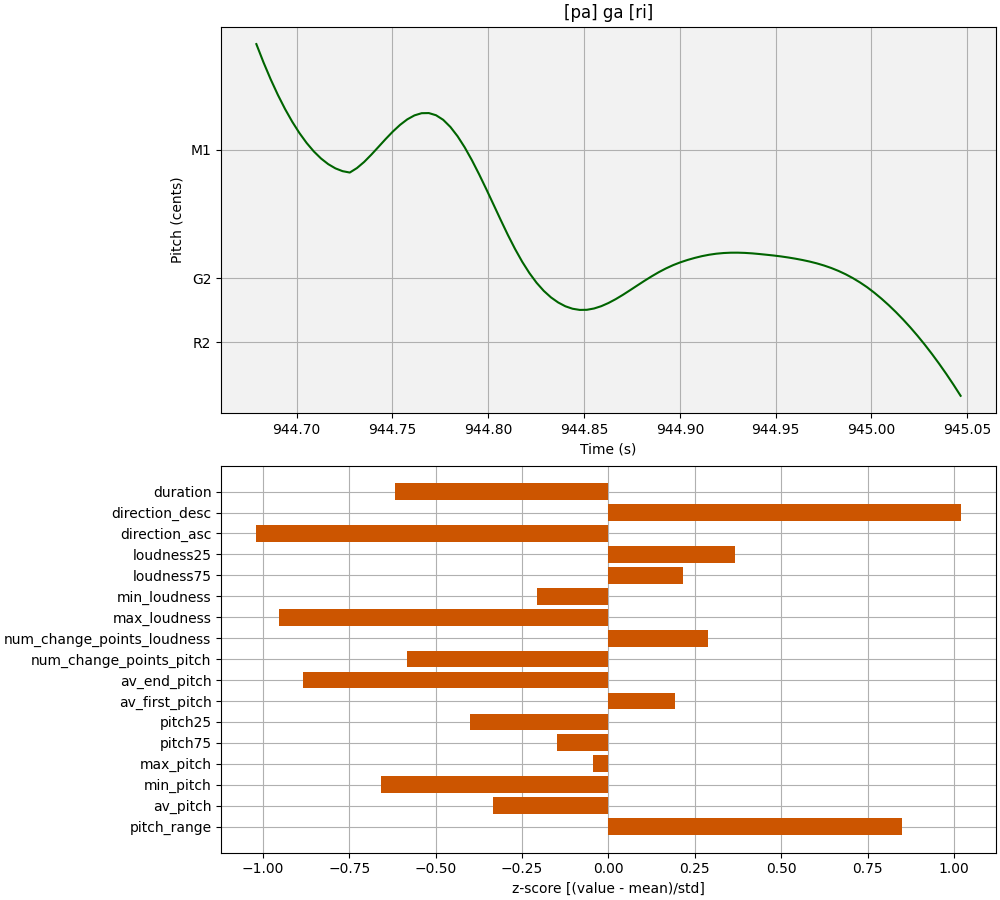 [pa] ga [ri]
M1
G2
R2
Pitch (cents)
944.70 944.75 944.80 944.85 944.90 944.95 945.00 945.05
Time (s)
duration
direction_desc
direction_asc
loudness25
loudness75
min_loudness
max_loudness
num_change_points_loudness
num_change_points_pitch
av_end_pitch
av_first_pitch
pitch25
pitch75
max_pitch
min_pitch
av_pitch
pitch_range
−1.00 −0.75 −0.50 −0.25 0.00 0.25 0.50 0.75 1.00
z-score [(value - mean)/std]